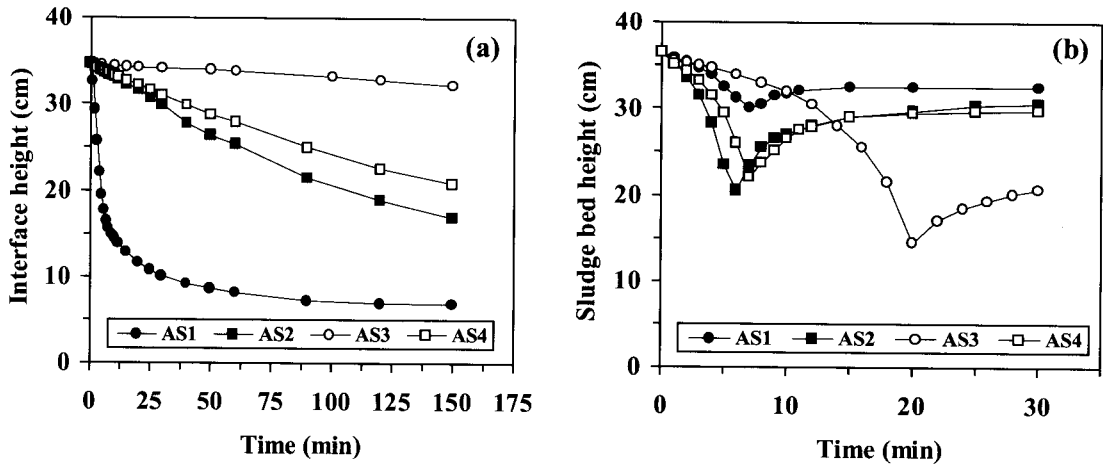 (a)
Interface height (cm)
40
30
20
10
0
AS1 AS2 AS3 AS4
0 25 50 75 100 125 150 175
Time (min)
(b)
Sludge bed height (cm)
40
30
20
10
0
AS1 AS2 AS3 AS4
0 10 20 30
Time (min)